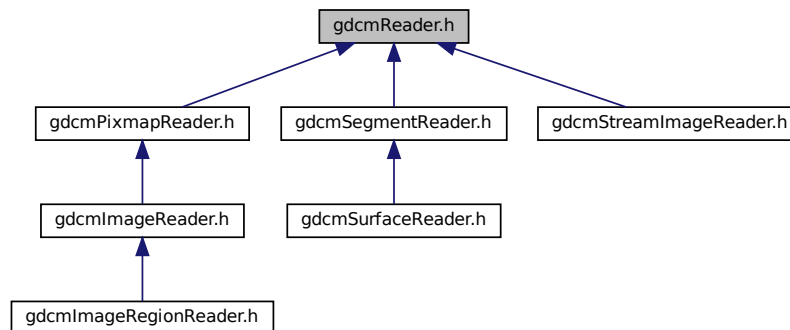 gdcmReader.h
gdcmPixmapReader.h
gdcmSegmentReader.h
gdcmStreamImageReader.h
gdcmImageReader.h
gdcmSurfaceReader.h
gdcmImageRegionReader.h